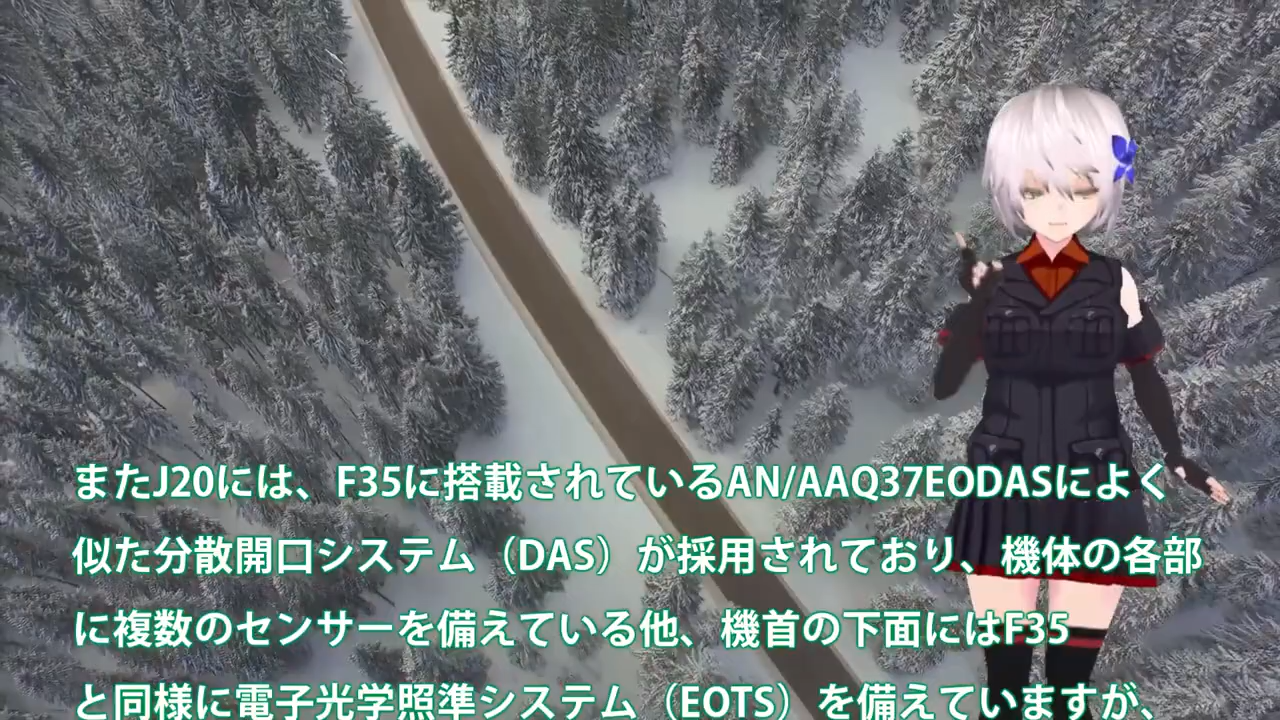 またJ20には、F35に搭載されているAN/AAQ37EODASによく
似た分散開口システム（DAS）が採用されており、機体の各部
に複数のセンサーを備えている他、機首の下面にはF35
と同様に電子光学照準システム（EOTS）を備えていますが、